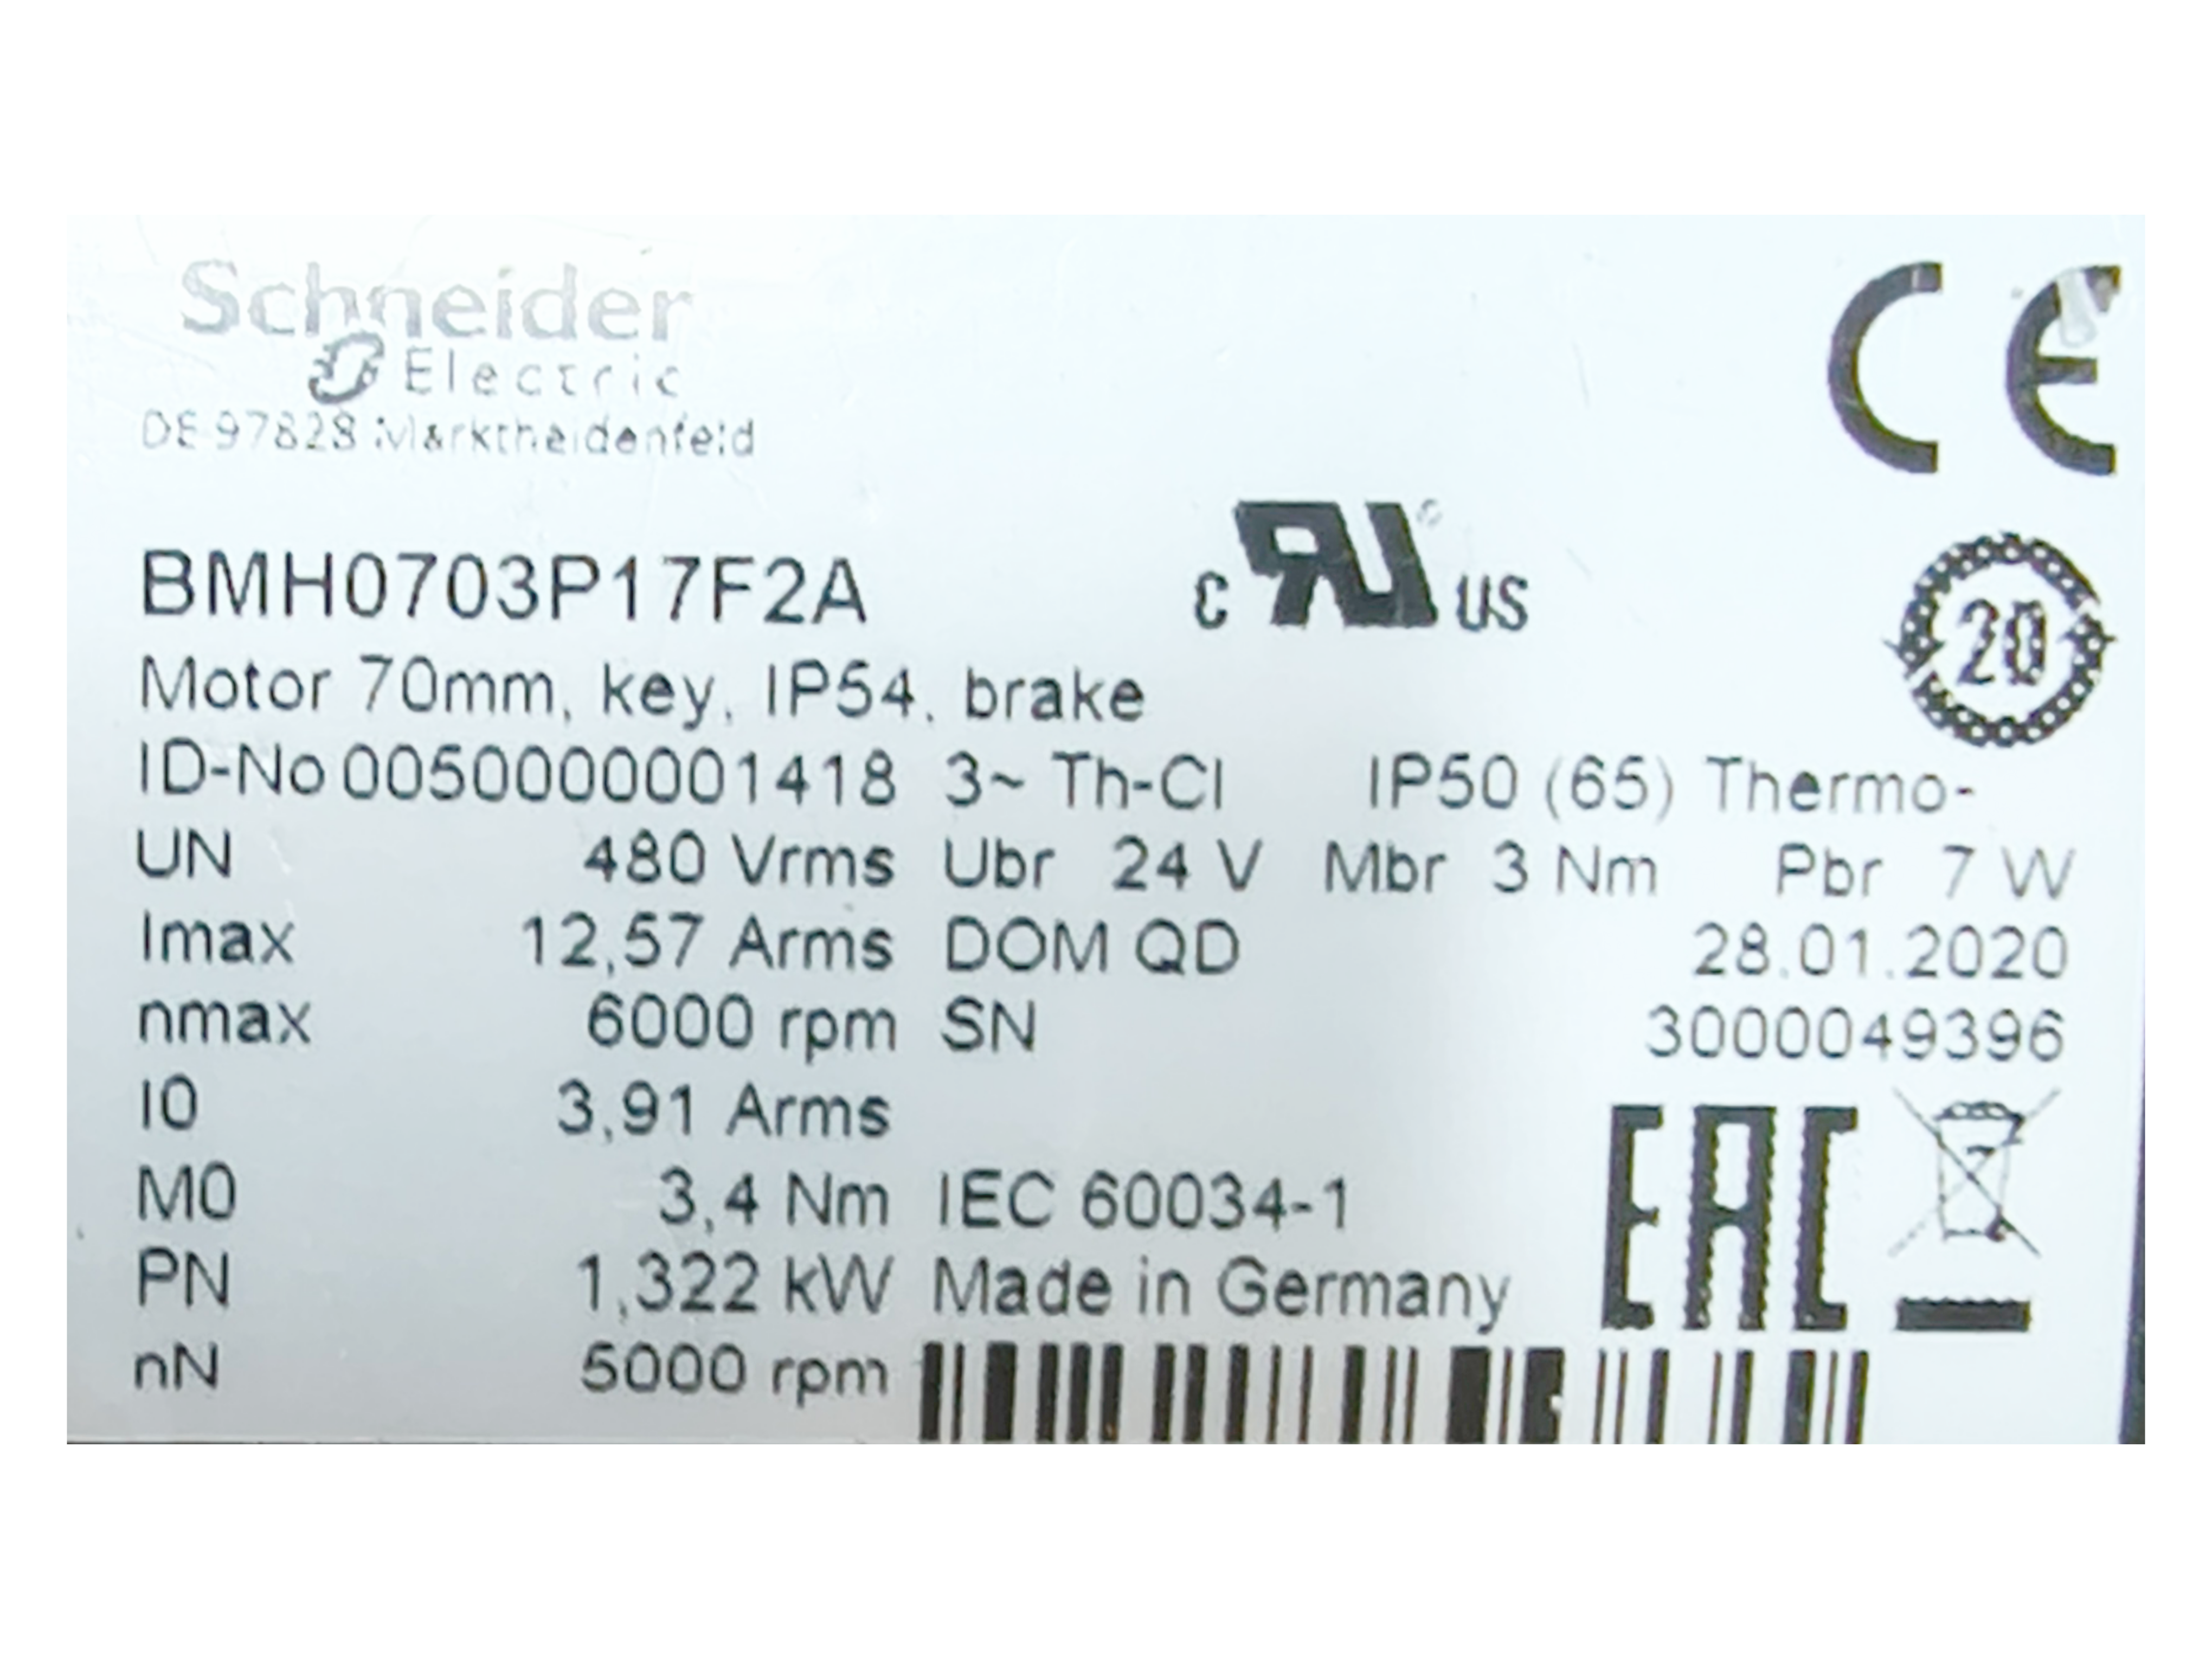 Schneider
Electric
DE-97828 Marktheidenfeld
CE
BMH0703P17F2A
c RU ® US
Motor 70mm, key, IP54, brake
20
ID-No 0050000001418 3~ Th-Cl IP50 (65) Thermo-
UN 480 Vrms Ubr 24 V Mbr 3 Nm Pbr 7 W
Imax 12,57 Arms DOM QD 28.01.2020
nmax 6000 rpm SN 3000049396
I0 3,91 Arms
M0 3,4 Nm IEC 60034-1
EAC
PN 1,322 kW Made in Germany
nN 5000 rpm